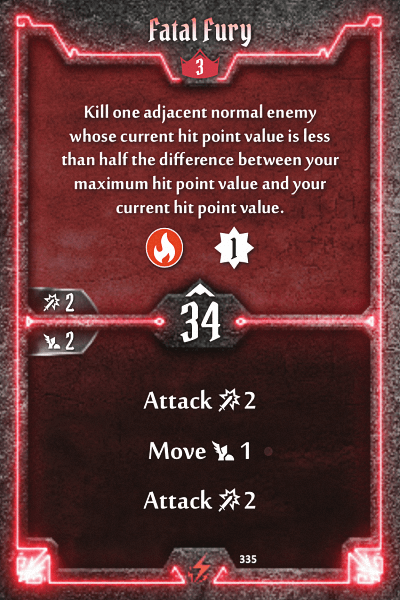 Fatal Fury
3
Kill one adjacent normal enemy
whose current hit point value is less
than half the difference between your
maximum hit point value and your
current hit point value.
1
2
34
2
Attack 2
Move 1
Attack 2
335